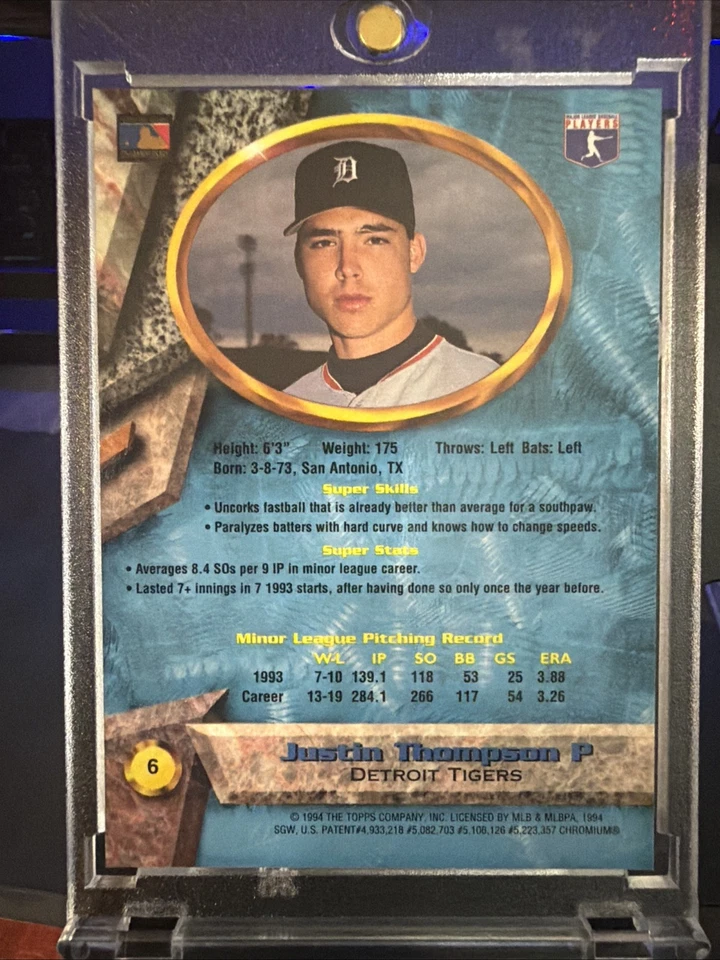 MAJOR LEAGUE BASEBALL
PLAYERS
D
Height: 6'3" Weight: 175 Throws: Left Bats: Left
Born: 3-8-73, San Antonio, TX
Super Skills
• Uncorks fastball that is already better than average for a southpaw.
• Paralyzes batters with hard curve and knows how to change speeds.
Super Stats
• Averages 8.4 SOs per 9 IP in minor league career.
• Lasted 7+ innings in 7 1993 starts, after having done so only once the year before.
Minor League Pitching Record
W-L IP SO BB GS ERA
1993 7-10 139.1 118 53 25 3.88
Career 13-19 284.1 266 117 54 3.26
6
Justin Thompson P
DETROIT TIGERS
© 1994 THE TOPPS COMPANY, INC. LICENSED BY MLB & MLBPA, 1994
SGW, U.S. PATENT#4,933,218 #5,082,703 #5,106,126 #5,223,357 CHROMIUM®